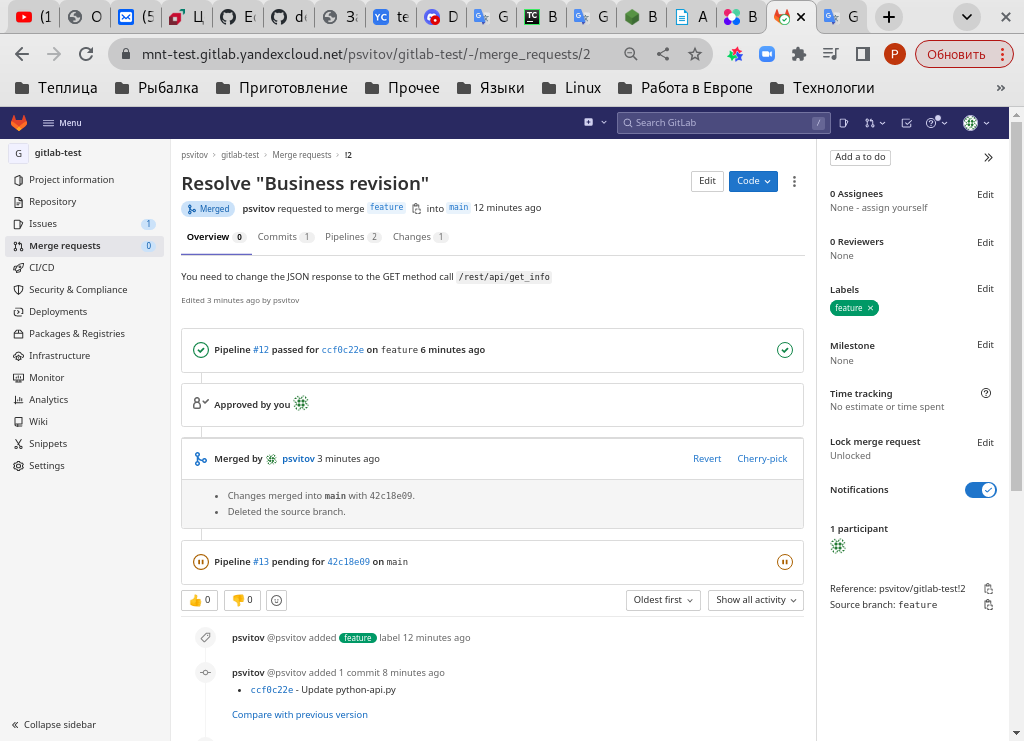 (1
O
(5
Ц
E
d
З
YC te
D
G
TC B
G
B
A
B
G
mnt-test.gitlab.yandexcloud.net/psvitov/gitlab-test/-/merge_requests/2
P
Обновить
Теплица
Рыбалка
Приготовление
Прочее
Языки
Linux
Работа в Европе
Технологии
»
Menu
Search GitLab
/
G gitlab-test
Project information
Repository
Issues 1
Merge requests 0
CI/CD
Security & Compliance
Deployments
Packages & Registries
Infrastructure
Monitor
Analytics
Wiki
Snippets
Settings
Collapse sidebar
psvitov › gitlab-test › Merge requests › !2
Resolve "Business revision"
Edit
Code
Merged psvitov requested to merge feature into main 12 minutes ago
Overview 0 Commits 1 Pipelines 2 Changes 1
You need to change the JSON response to the GET method call /rest/api/get_info
Edited 3 minutes ago by psvitov
Pipeline #12 passed for ccf0c22e on feature 6 minutes ago
Approved by you
Merged by psvitov 3 minutes ago
Revert Cherry-pick
• Changes merged into main with 42c18e09.
• Deleted the source branch.
Pipeline #13 pending for 42c18e09 on main
👍 0 👎 0
Oldest first
Show all activity
psvitov @psvitov added feature label 12 minutes ago
psvitov @psvitov added 1 commit 8 minutes ago
• ccf0c22e - Update python-api.py
Compare with previous version
Add a to do
0 Assignees Edit
None - assign yourself
0 Reviewers Edit
None
Labels Edit
feature ×
Milestone Edit
None
Time tracking
No estimate or time spent
Lock merge request Edit
Unlocked
Notifications
1 participant
Reference: psvitov/gitlab-test!2
Source branch: feature